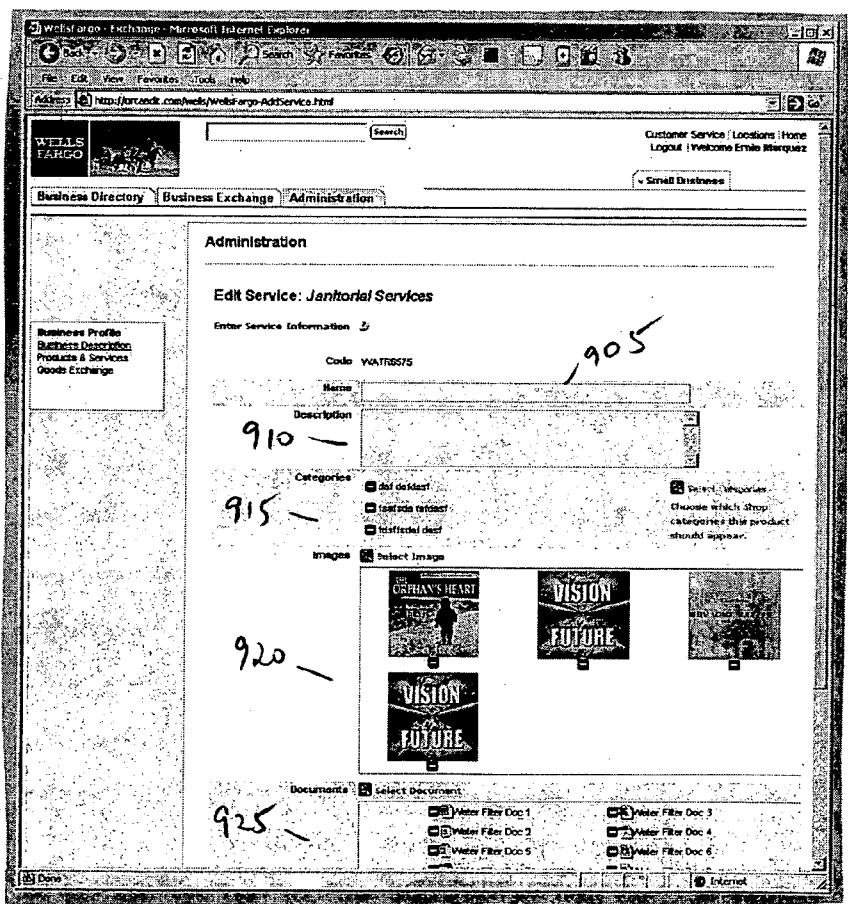 WellsFargo - Exchange - Microsoft Internet Explorer
Back Search Favorites
File Edit View Favorites Tools Help
Address http://orcaedt.com/wells/WellsFargo-AddService.html
WELLS FARGO
Search
Customer Service | Locations | Home
Logout | Welcome Emile Marquez
Small Business
Business Directory Business Exchange Administration
Administration
Edit Service: Janitorial Services
Enter Service Information
Business Profile
Business Description
Products & Services
Goods Exchange
905
Code WATR8575
Name
Description
910
Categories
Select Categories
915
Choose which Shop
categories this product
should appear.
Images Select Image
ORPHAN'S HEART
VISION
FUTURE
920
VISION
FUTURE
Documents Select Document
925
Water Filter Doc 1 Water Filter Doc 3
Water Filter Doc 2 Water Filter Doc 4
Water Filter Doc 5 Water Filter Doc 6
Done Internet